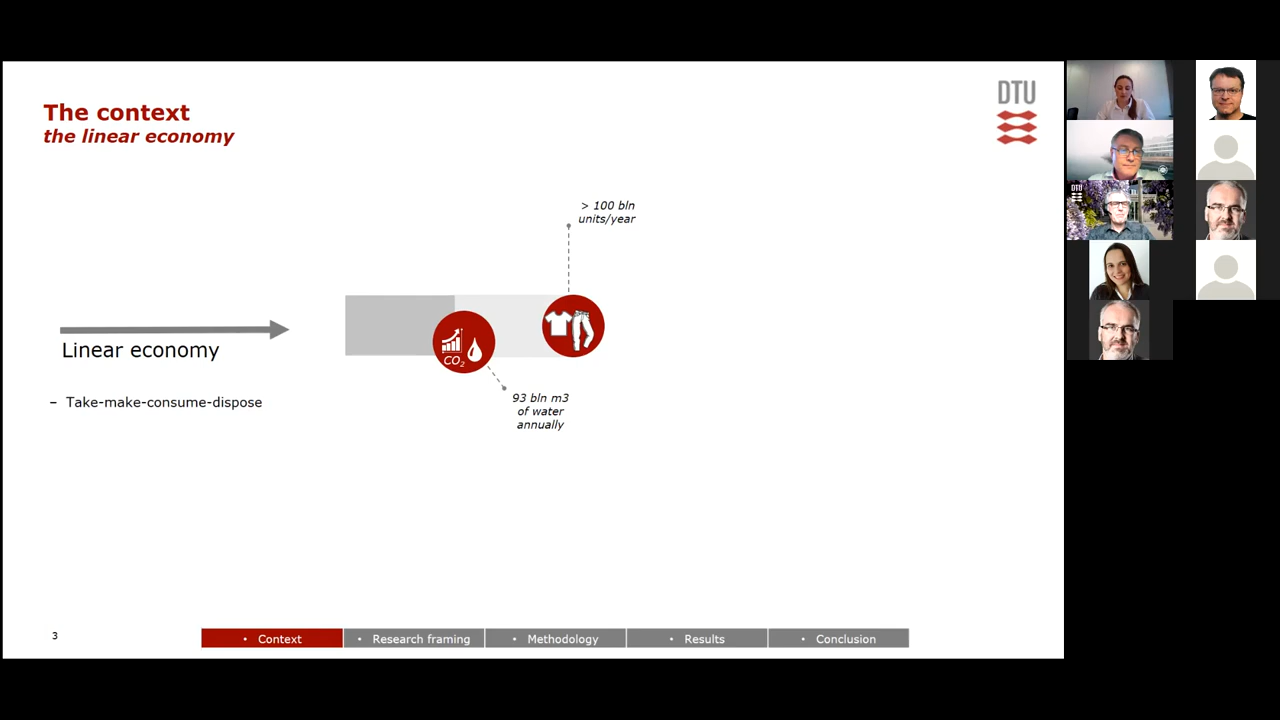 The context
the linear economy
DTU
> 100 bln
units/year
Linear economy
CO2
– Take-make-consume-dispose
93 bln m3
of water
annually
3
• Context
• Research framing
• Methodology
• Results
• Conclusion
DTU